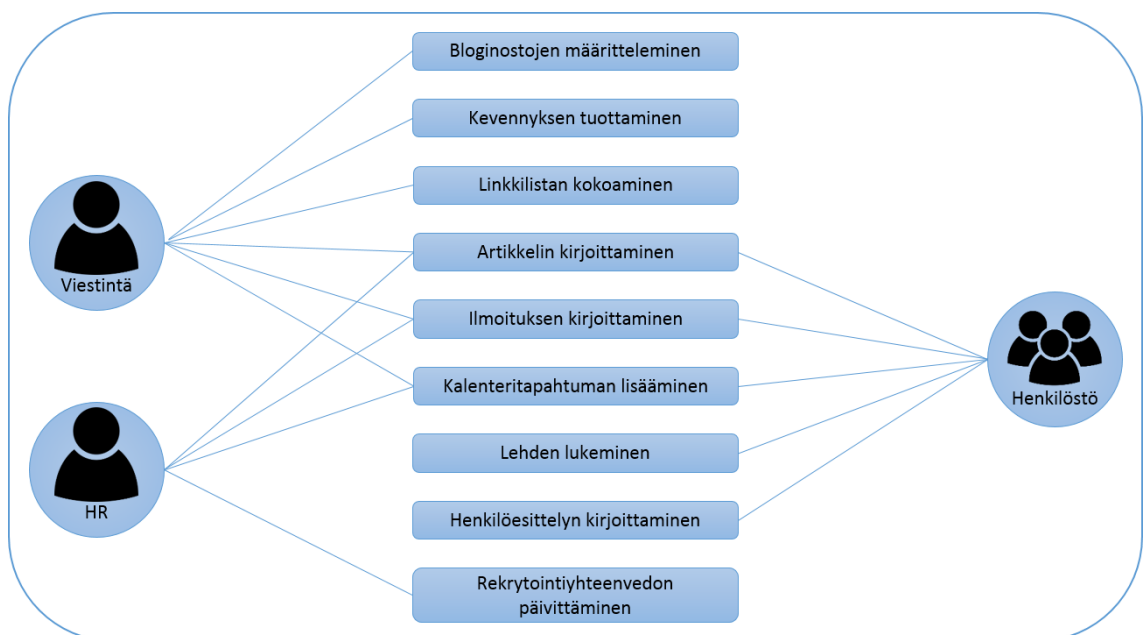 Bloginostojen määritteleminen
Kevennyksen tuottaminen
Linkkilistan kokoaminen
Artikkelin kirjoittaminen
Ilmoituksen kirjoittaminen
Kalenteritapahtuman lisääminen
Lehden lukeminen
Henkilöesittelyn kirjoittaminen
Rekrytointiyhteenvedon
päivittäminen
Viestintä
HR
Henkilöstö